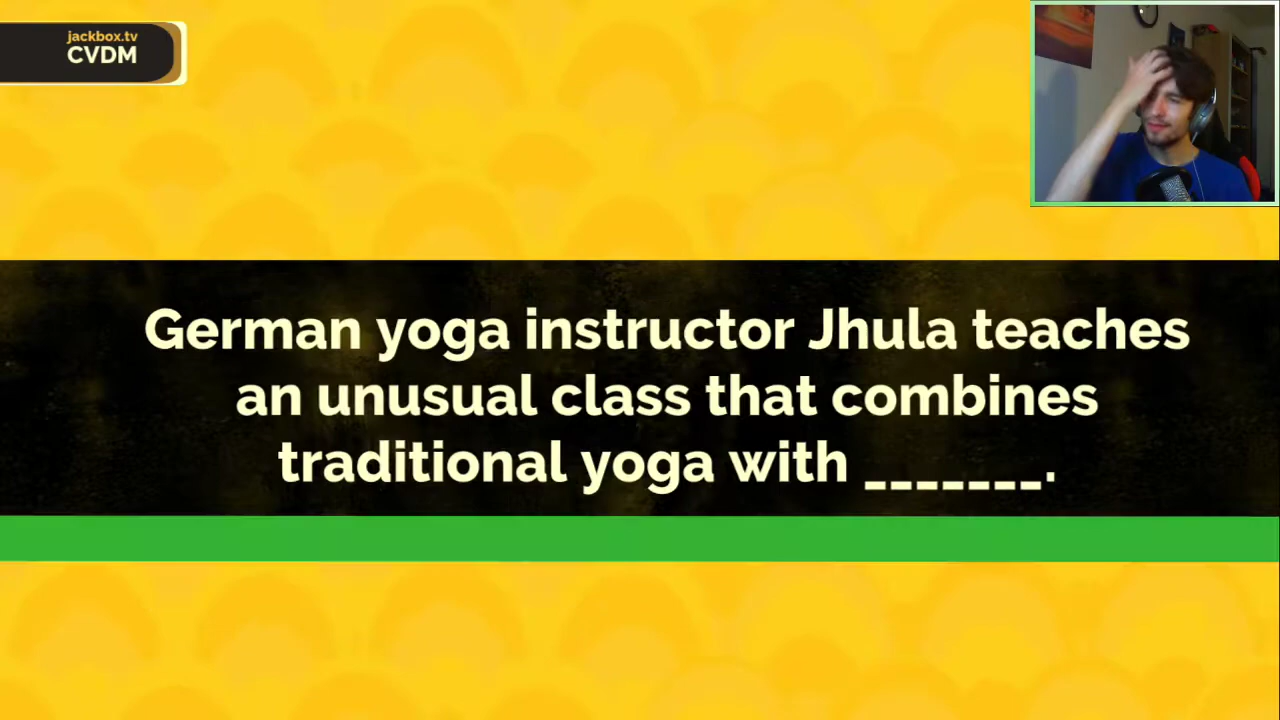 jackbox.tv
CVDM
German yoga instructor Jhula teaches
an unusual class that combines
traditional yoga with _______.